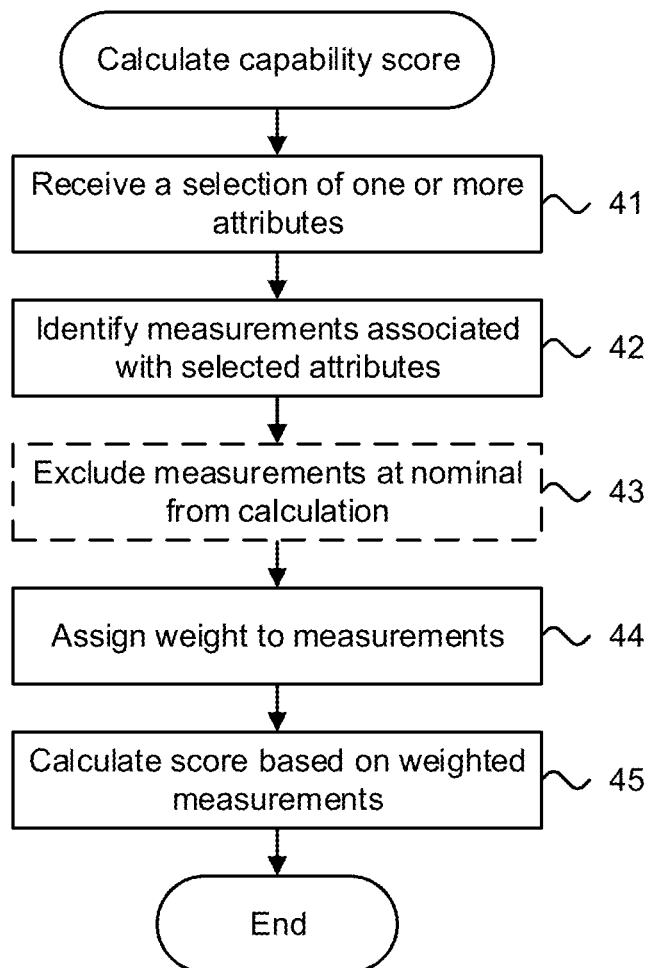 Calculate capability score
Receive a selection of one or more
attributes
41
Identify measurements associated
with selected attributes
42
Exclude measurements at nominal
from calculation
43
Assign weight to measurements
44
Calculate score based on weighted
measurements
45
End